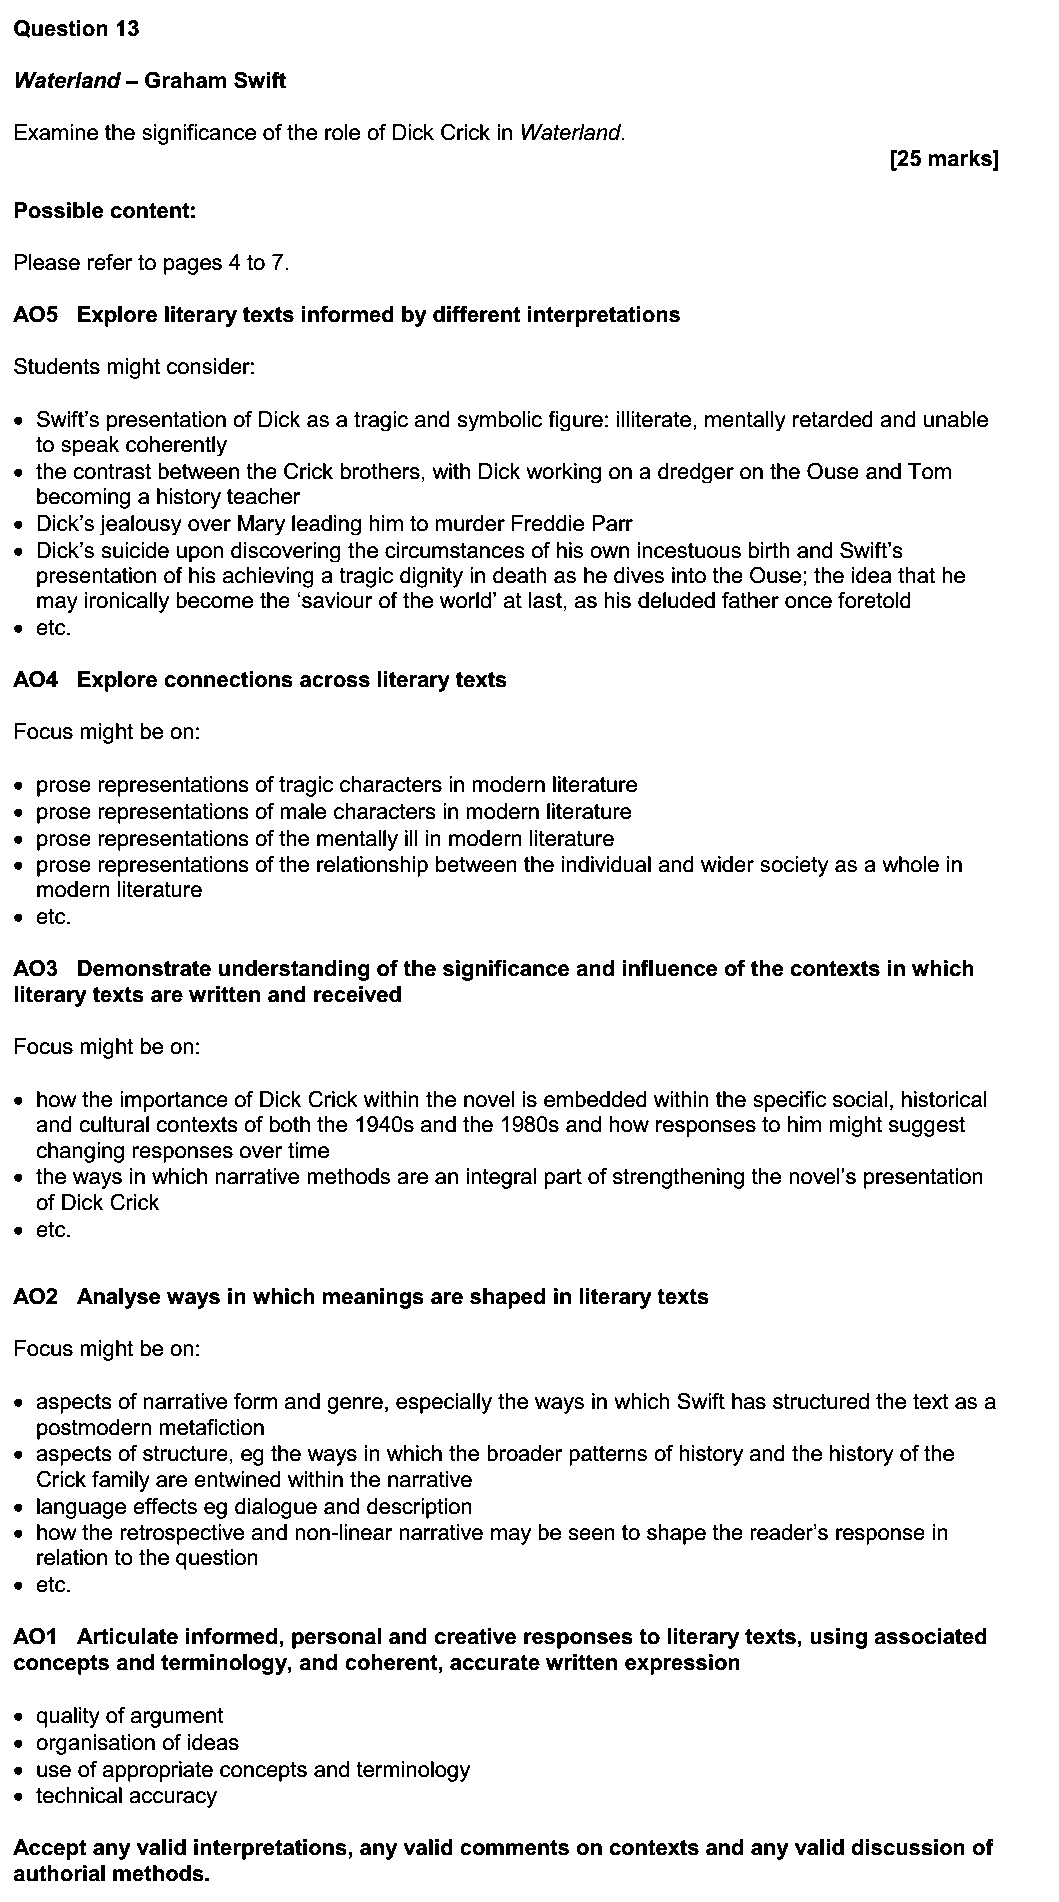 Question 13
Waterland – Graham Swift
Examine the significance of the role of Dick Crick in Waterland.
[25 marks]
Possible content:
Please refer to pages 4 to 7.
AO5 Explore literary texts informed by different interpretations
Students might consider:
• Swift’s presentation of Dick as a tragic and symbolic figure: illiterate, mentally retarded and unable
to speak coherently
• the contrast between the Crick brothers, with Dick working on a dredger on the Ouse and Tom
becoming a history teacher
• Dick’s jealousy over Mary leading him to murder Freddie Parr
• Dick’s suicide upon discovering the circumstances of his own incestuous birth and Swift’s
presentation of his achieving a tragic dignity in death as he dives into the Ouse; the idea that he
may ironically become the ‘saviour of the world’ at last, as his deluded father once foretold
• etc.
AO4 Explore connections across literary texts
Focus might be on:
• prose representations of tragic characters in modern literature
• prose representations of male characters in modern literature
• prose representations of the mentally ill in modern literature
• prose representations of the relationship between the individual and wider society as a whole in
modern literature
• etc.
AO3 Demonstrate understanding of the significance and influence of the contexts in which
literary texts are written and received
Focus might be on:
• how the importance of Dick Crick within the novel is embedded within the specific social, historical
and cultural contexts of both the 1940s and the 1980s and how responses to him might suggest
changing responses over time
• the ways in which narrative methods are an integral part of strengthening the novel's presentation
of Dick Crick
• etc.
AO2 Analyse ways in which meanings are shaped in literary texts
Focus might be on:
• aspects of narrative form and genre, especially the ways in which Swift has structured the text as a
postmodern metafiction
• aspects of structure, eg the ways in which the broader patterns of history and the history of the
Crick family are entwined within the narrative
• language effects eg dialogue and description
• how the retrospective and non-linear narrative may be seen to shape the reader’s response in
relation to the question
• etc.
AO1 Articulate informed, personal and creative responses to literary texts, using associated
concepts and terminology, and coherent, accurate written expression
• quality of argument
• organisation of ideas
• use of appropriate concepts and terminology
• technical accuracy
Accept any valid interpretations, any valid comments on contexts and any valid discussion of
authorial methods.